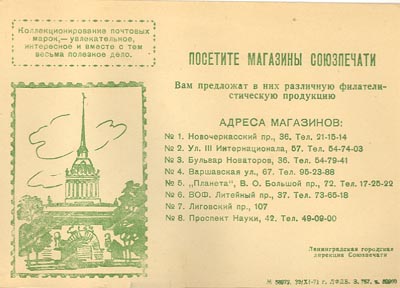 Коллекционирование почтовых
марок,— увлекательное,
интересное и вместе с тем
весьма полезное дело.
ПОСЕТИТЕ МАГАЗИНЫ СОЮЗПЕЧАТИ
Вам предложат в них различную филатели-
стическую продукцию
АДРЕСА МАГАЗИНОВ:
№ 1. Новочеркасский пр., 36. Тел. 21-15-14
№ 2. Ул. III Интернационала, 57. Тел. 54-74-03
№ 3. Бульвар Новаторов, 36. Тел. 54-79-41
№ 4. Варшавская ул., 67. Тел. 95-23-88
№ 5. „Планета“, В. О. Большой пр., 72. Тел. 17-25-22
№ 6. ВОФ. Литейный пр., 37. Тел. 73-65-18
№ 7. Лиговский пр., 107
№ 8. Проспект Науки, 42. Тел. 49-09-00
Ленинградская городская
дирекция Союзпечати